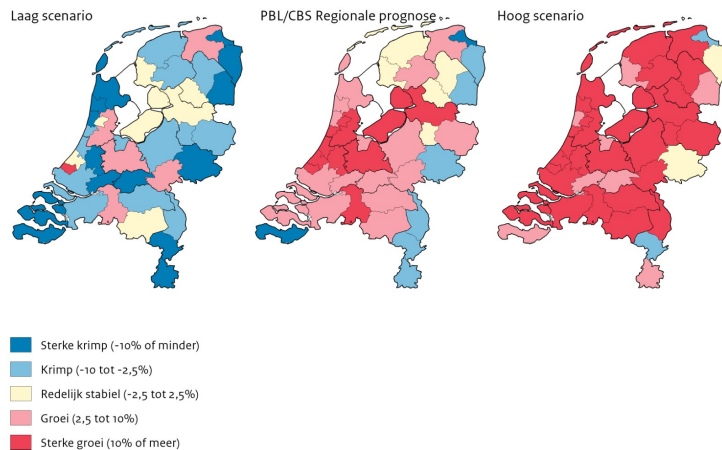 Laag scenario
PBL/CBS Regionale prognose
Hoog scenario
Sterke krimp (-10% of minder)
Krimp (-10 tot -2,5%)
Redelijk stabiel (-2,5 tot 2,5%)
Groei (2,5 tot 10%)
Sterke groei (10% of meer)